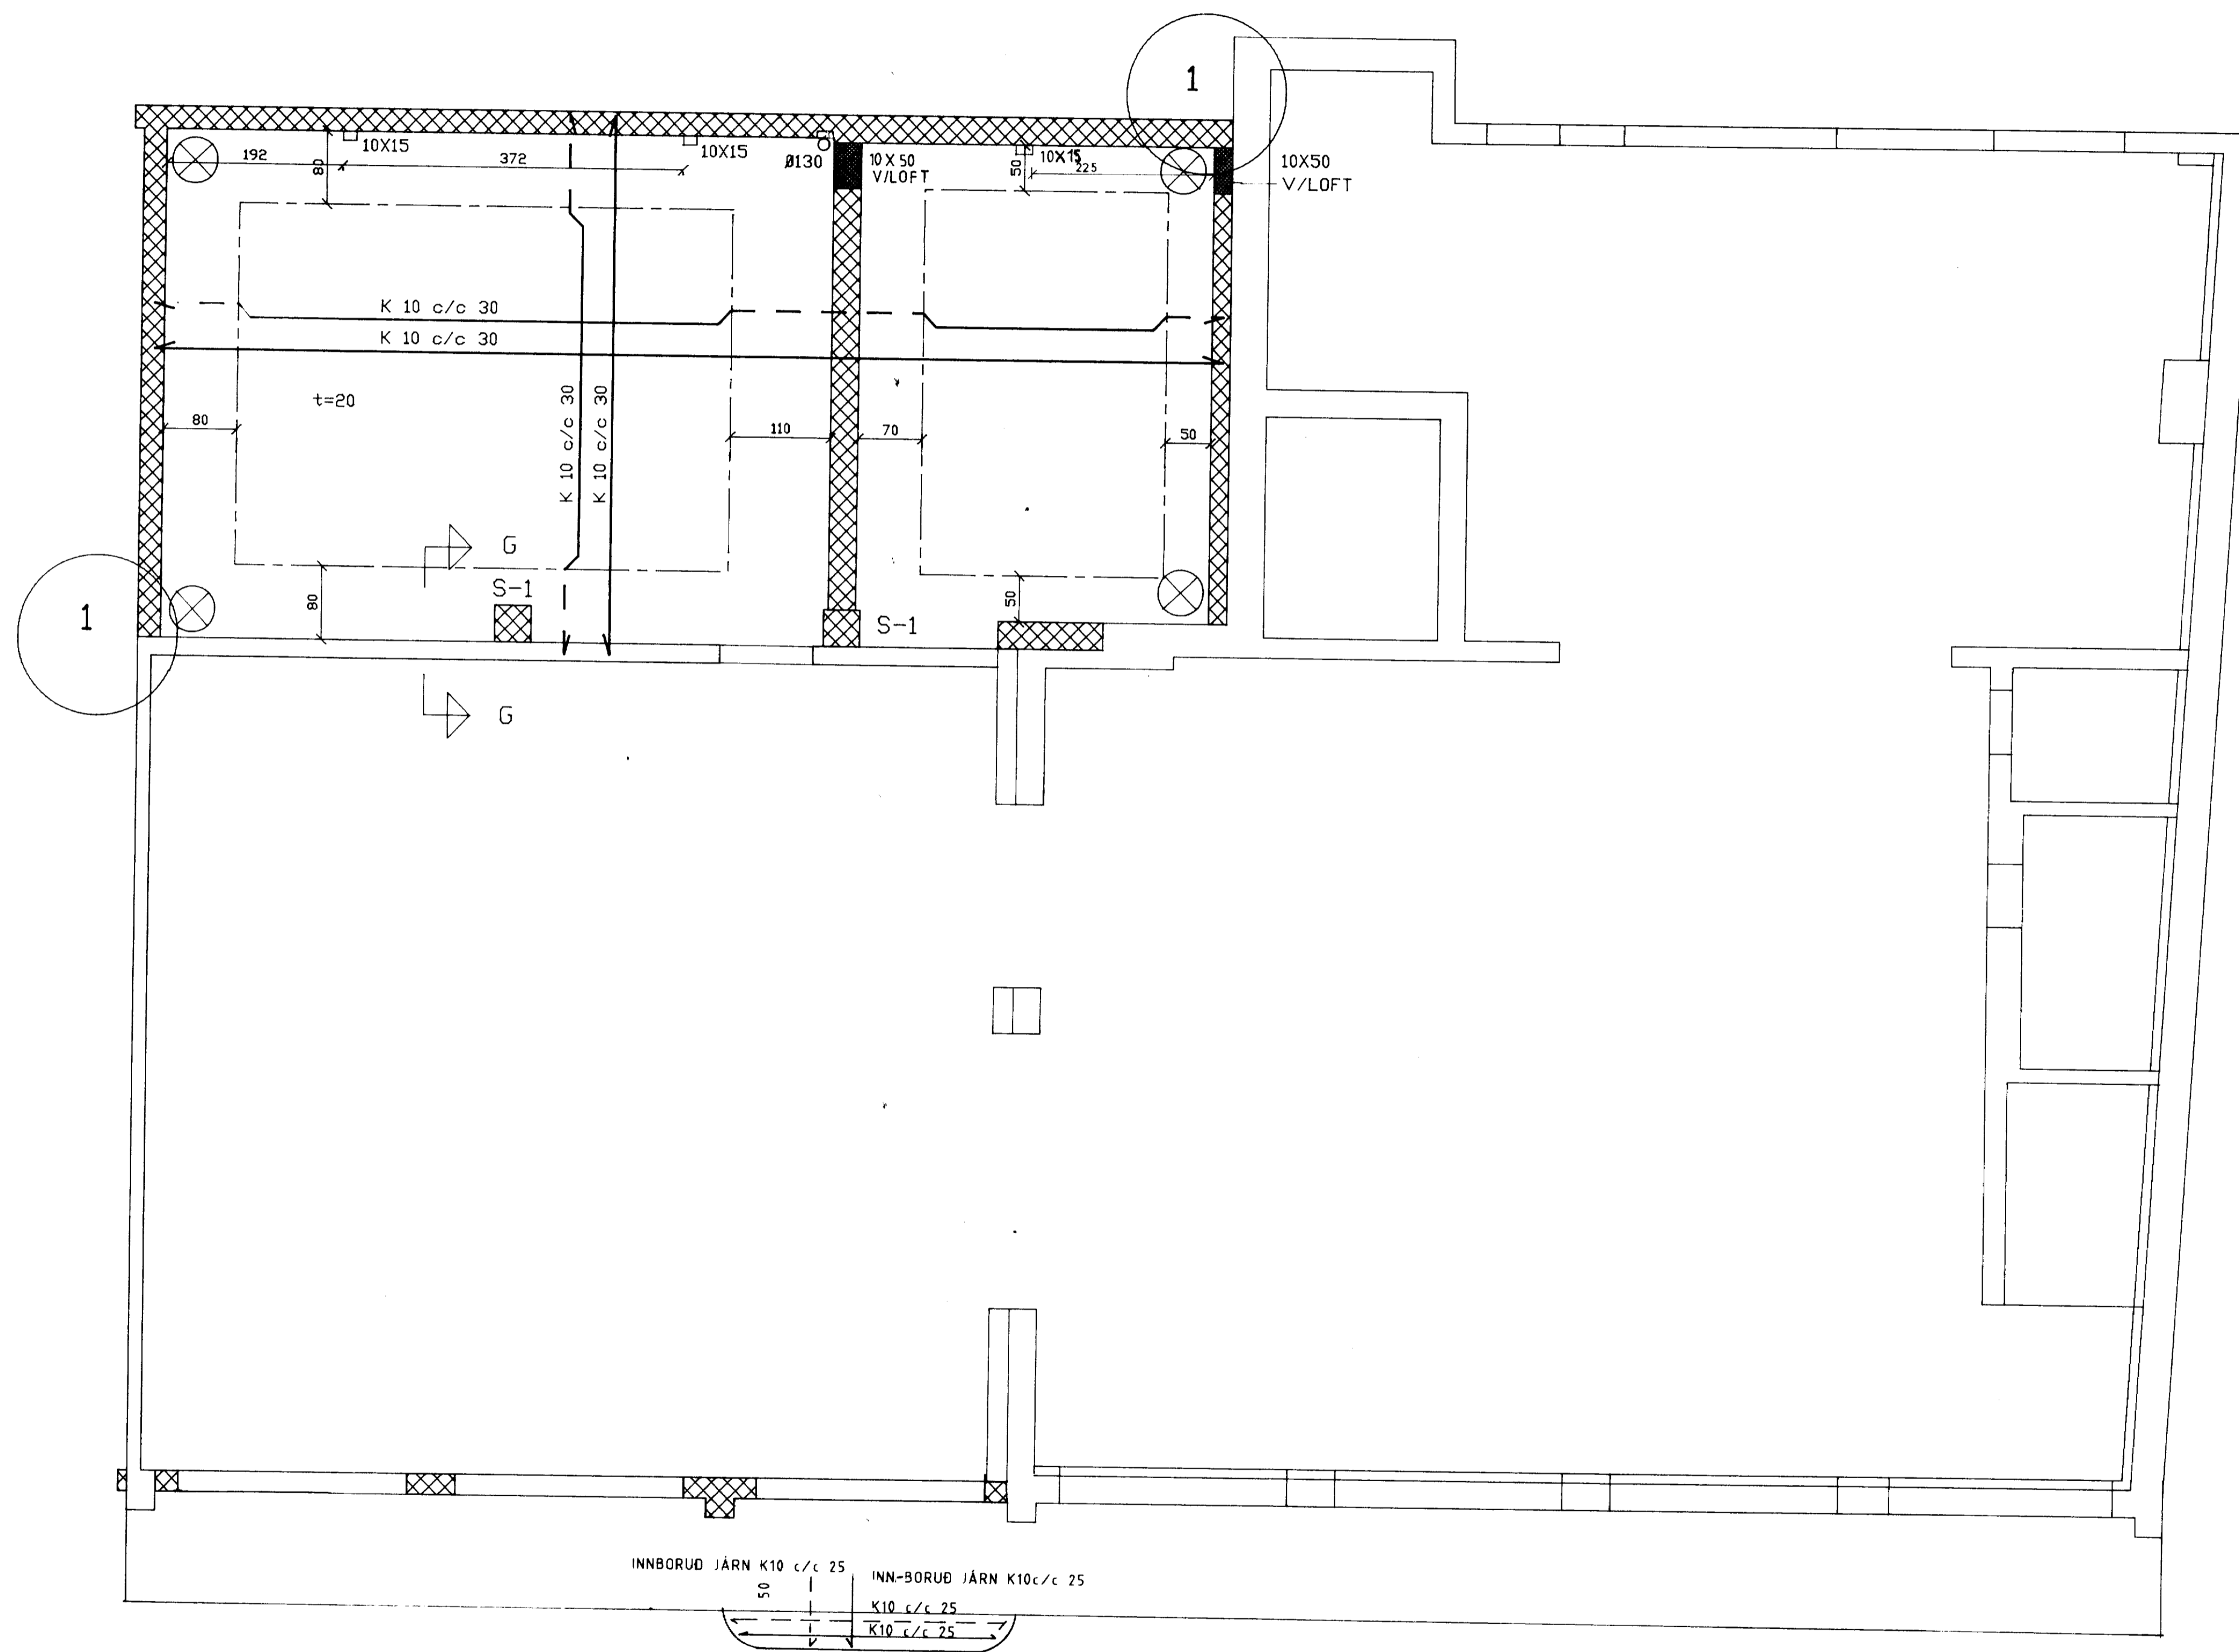 1
192
80
10X15
372
10X15
Ø130
10 X 50
V/LOFT
50
10X15
225
10X50
V/LOFT
K 10 c/c 30
K 10 c/c 30
K 10 c/c 30
K 10 c/c 30
t=20
80
110
70
50
G
S-1
80
50
S-1
1
G
INNBORUÐ JÁRN K10 c/c 25
50
INN-BORUÐ JÁRN K10c/c 25
K10 c/c 25
K10 c/c 25